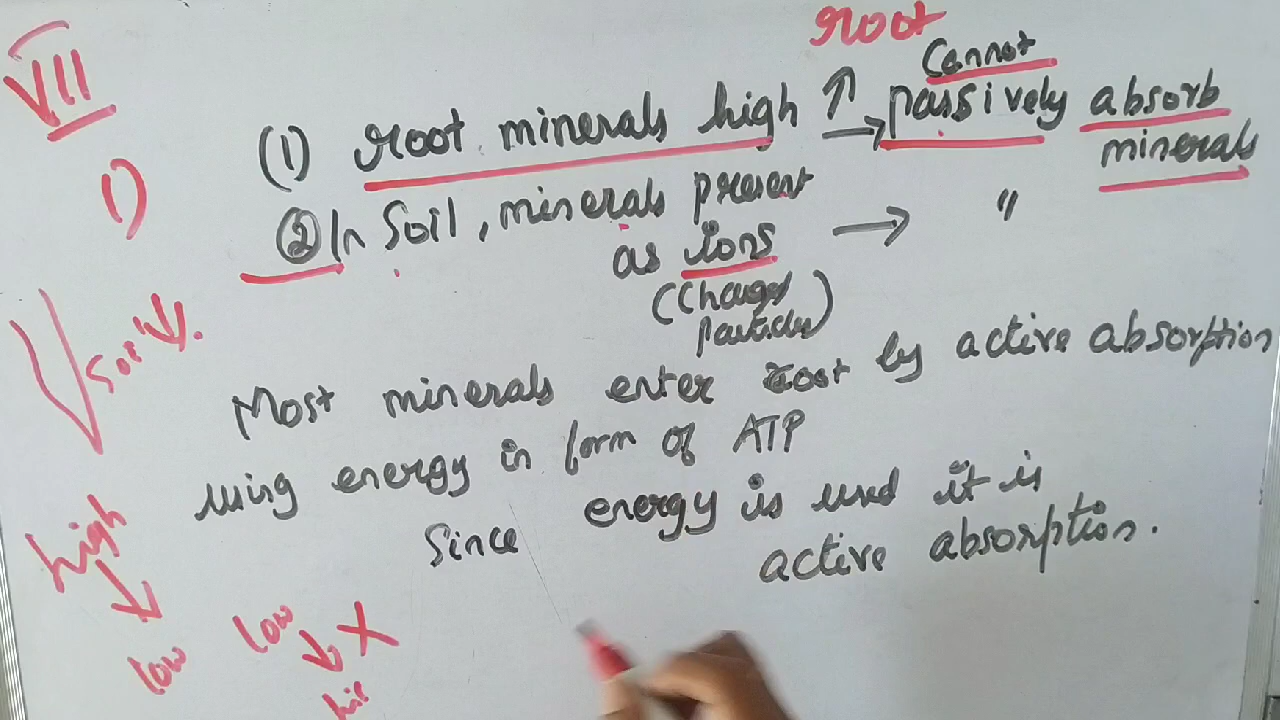 VII
root
Cannot
(1) root minerals high ↑ → passively absorb
minerals
1)
② In Soil, minerals present
as ions → "
(Charged
particles)
soil ↓.
Most minerals enter root by active absorption
using energy in form of ATP
Since energy is used it is
active absorption.
high
↓
low
low
↓ X